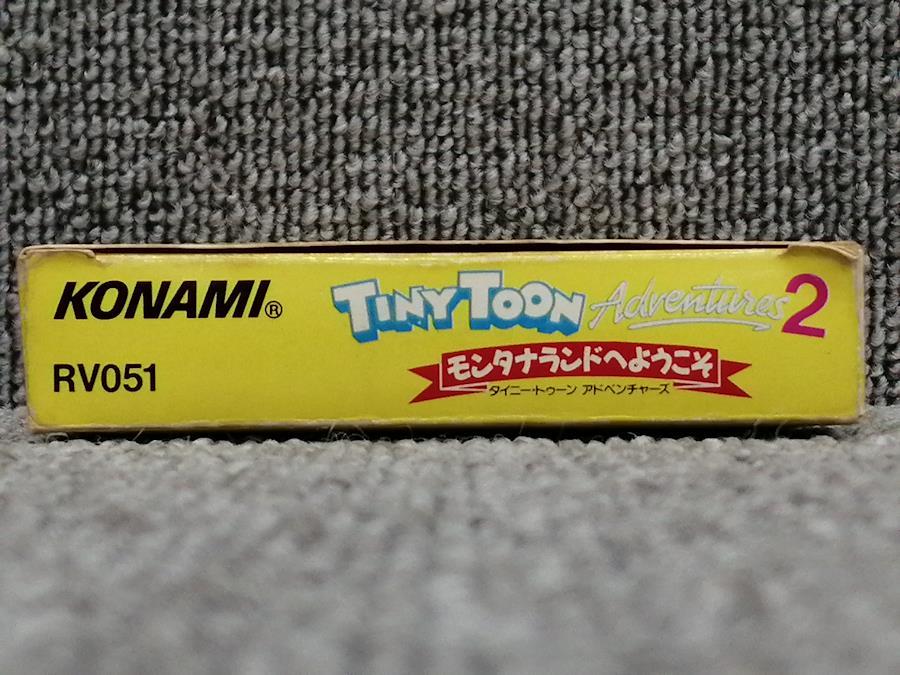 KONAMI®
RV051
TINY TOON Adventures 2
モンタナランドへようこそ
タイニー・トゥーン アドベンチャーズ